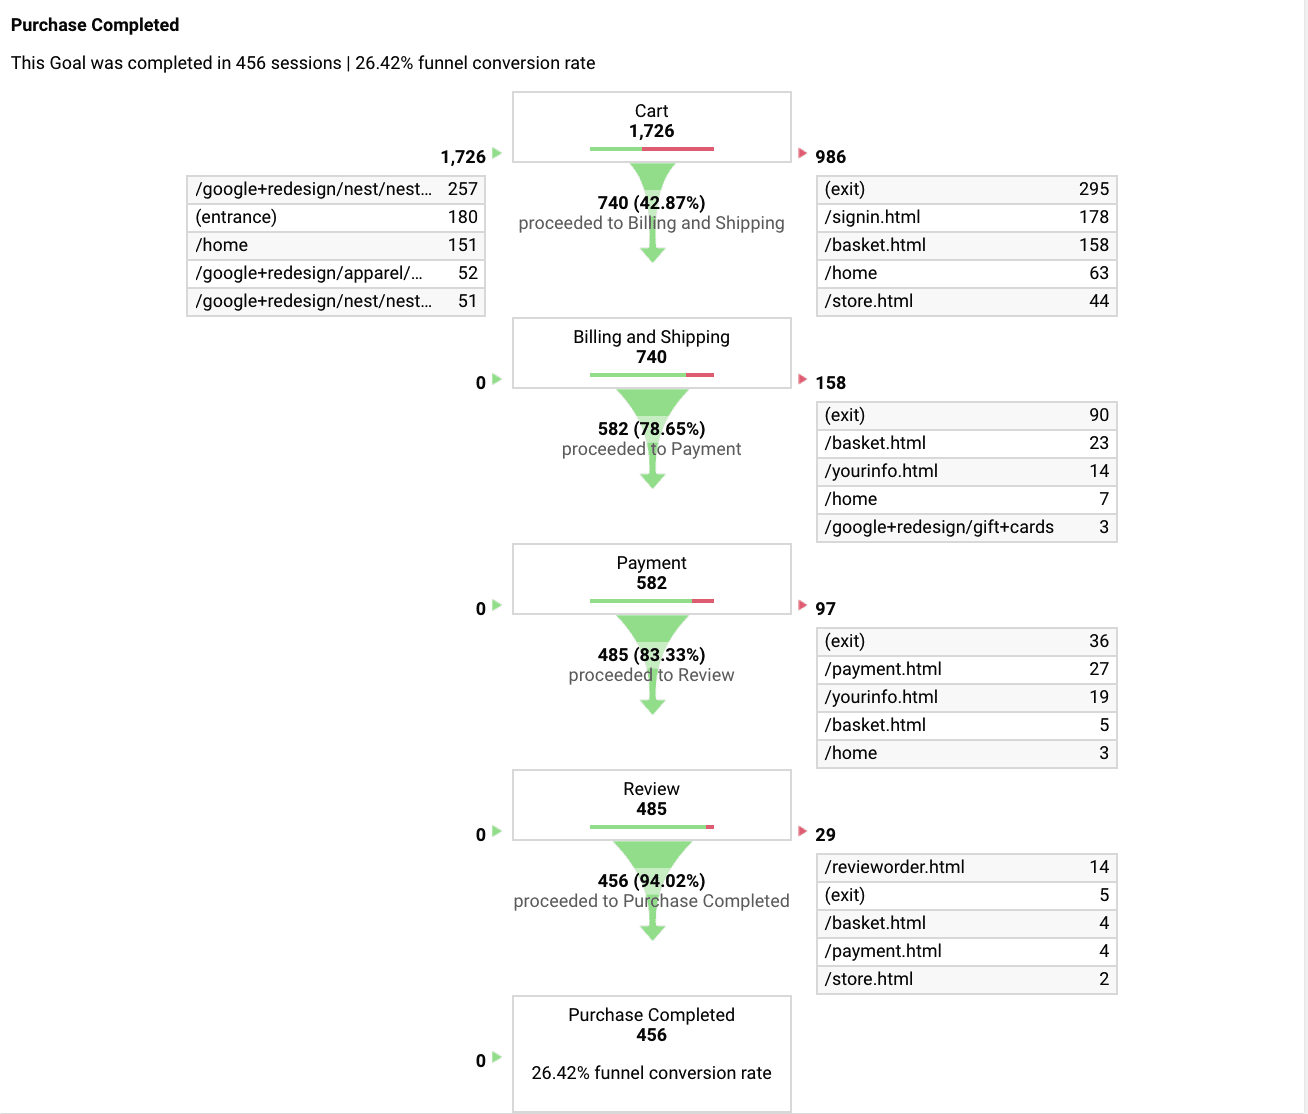 Purchase Completed
This Goal was completed in 456 sessions | 26.42% funnel conversion rate
Cart
1,726
1,726
986
/google+redesign/nest/nest... 257
(entrance) 180
/home 151
/google+redesign/apparel/... 52
/google+redesign/nest/nest... 51
740 (42.87%)
proceeded to Billing and Shipping
(exit) 295
/signin.html 178
/basket.html 158
/home 63
/store.html 44
Billing and Shipping
740
0
158
582 (78.65%)
proceeded to Payment
(exit) 90
/basket.html 23
/yourinfo.html 14
/home 7
/google+redesign/gift+cards 3
Payment
582
0
97
485 (83.33%)
proceeded to Review
(exit) 36
/payment.html 27
/yourinfo.html 19
/basket.html 5
/home 3
Review
485
0
29
456 (94.02%)
proceeded to Purchase Completed
/revieworder.html 14
(exit) 5
/basket.html 4
/payment.html 4
/store.html 2
Purchase Completed
456
0
26.42% funnel conversion rate